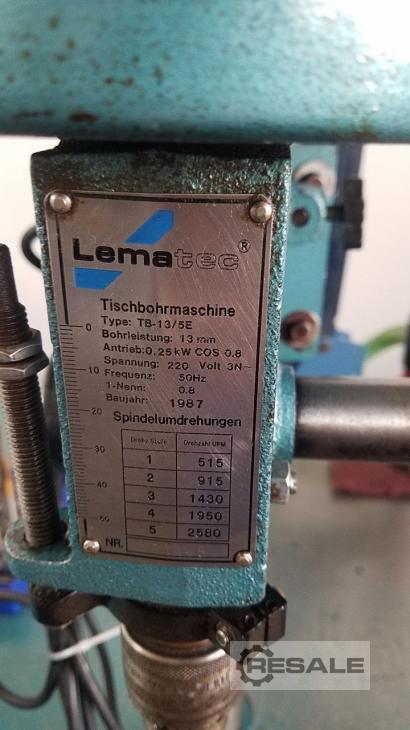 Lematec®
Tischbohrmaschine
Type: TB-13/5E
Bohrleistung: 13 mm
Antrieb: 0.25 kW COS 0.8
Spannung: 220 Volt 3N~
Frequenz: 50Hz
1-Nenn: 0.8
Baujahr: 1987
Spindelumdrehungen
Drehz Stufe Drehzahl UPM
1 515
2 915
3 1430
4 1950
5 2580
NR.
0
10
20
30
40
50
RESALE